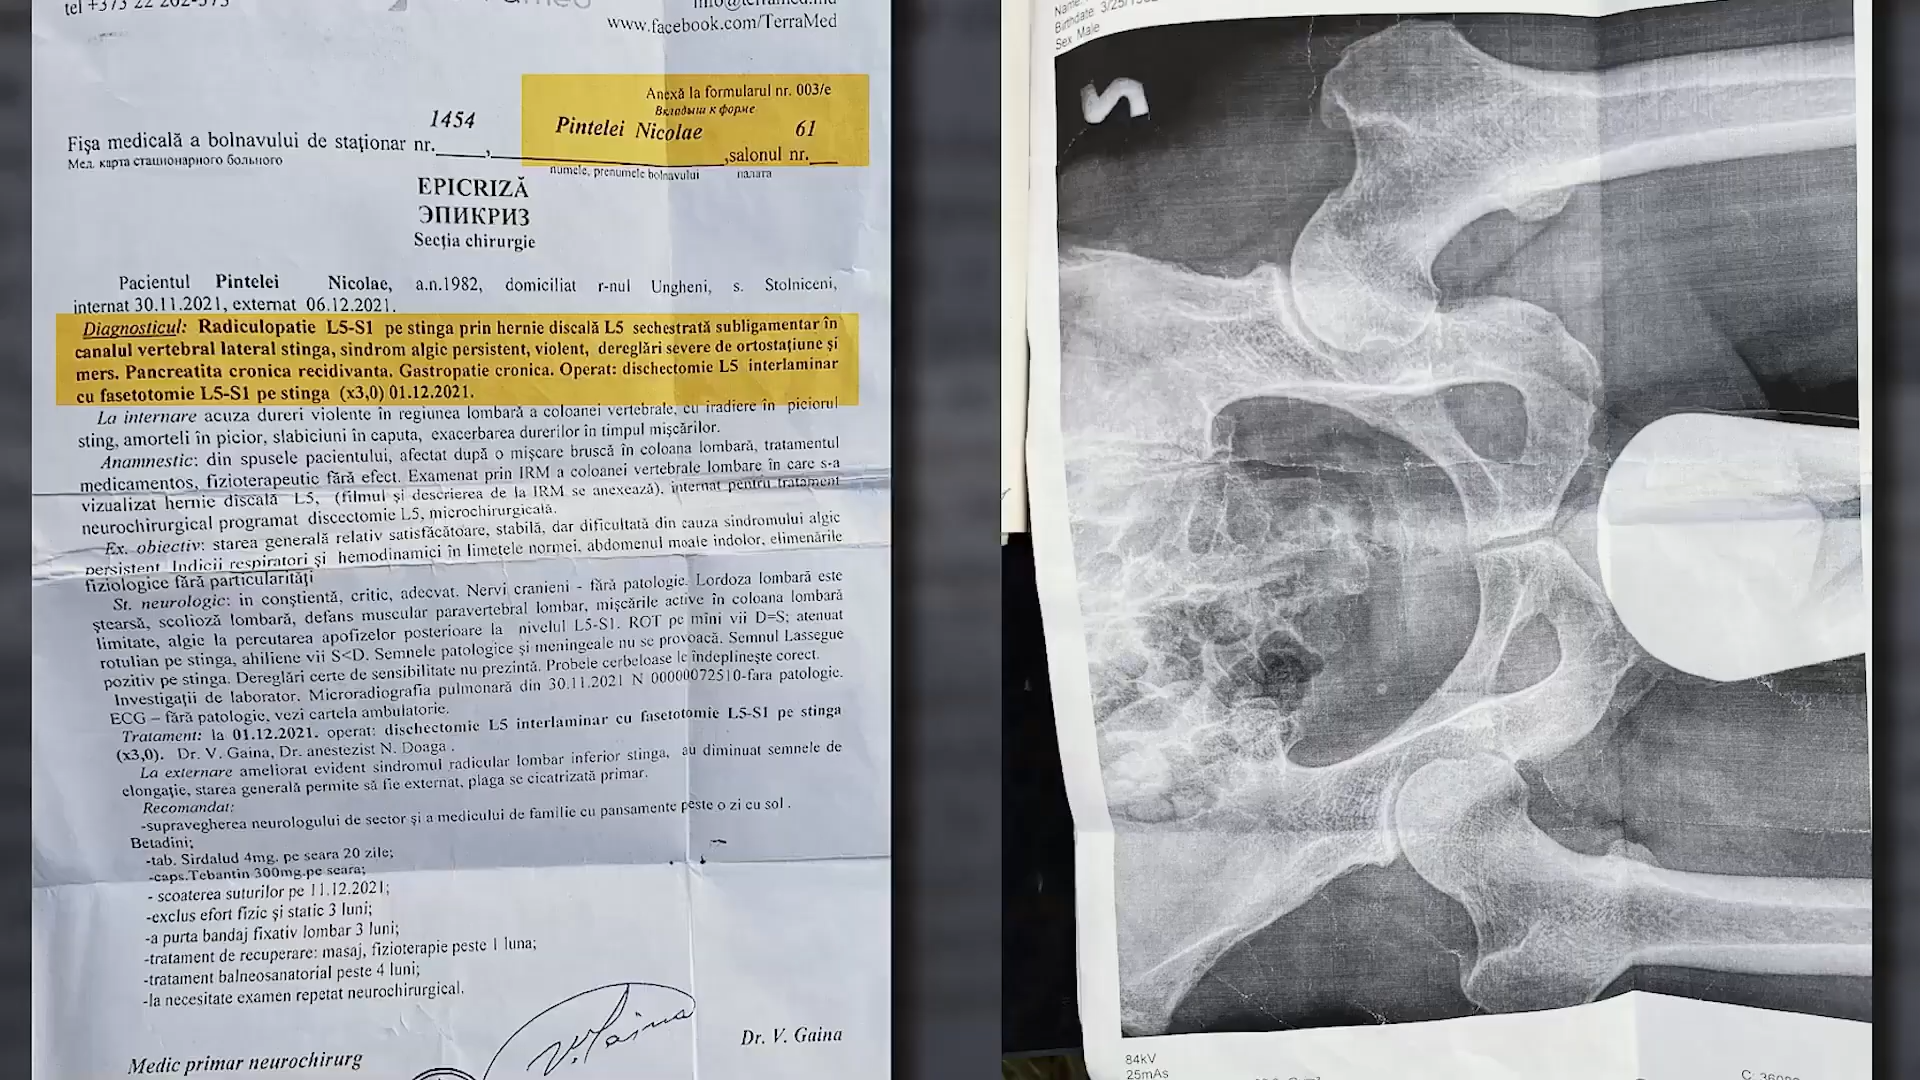 tel +373 22 202-373
www.facebook.com/TerraMed
Anexă la formularul nr. 003/e
Вкладыш к форме
1454
Pintelei Nicolae 61
Fişa medicală a bolnavului de staţionar nr.____,____,salonul nr.___
Мед. карта стационарного больного
numele, prenumele bolnavului палата
EPICRIZĂ
ЭПИКРИЗ
Secţia chirurgie
Pacientul Pintelei Nicolae, a.n.1982, domiciliat r-nul Ungheni, s. Stolniceni,
internat 30.11.2021, externat 06.12.2021.
Diagnosticul: Radiculopatie L5-S1 pe stinga prin hernie discală L5 sechestrată subligamentar în
canalul vertebral lateral stinga, sindrom algic persistent, violent, dereglări severe de ortostaţiune şi
mers. Pancreatita cronica recidivanta. Gastropatie cronica. Operat: dischectomie L5 interlaminar
cu fasetotomie L5-S1 pe stinga (x3,0) 01.12.2021.
La internare acuza dureri violente în regiunea lombară a coloanei vertebrale, cu iradiere în piciorul
sting, amorteli în picior, slabiciuni în caputa, exacerbarea durerilor în timpul mişcărilor.
Anamnestic: din spusele pacientului, afectat după o mişcare bruscă în coloana lombară, tratamentul
medicamentos, fizioterapeutic fără efect. Examenat prin IRM a coloanei vertebrale lombare în care s-a
vizualizat hernie discală L5, (filmul şi descrierea de la IRM se anexează), internat pentru tratament
neurochirurgical programat discectomie L5, microchirurgicală.
Ex. obiectiv: starea generală relativ satisfăcătoare, stabilă, dar dificultată din cauza sindromului algic
persistent. Indicii respiratori şi hemodinamici în limetele normei, abdomenul moale indolor, elimenările
fiziologice fără particularităţi
St. neurologic: in conştientă, critic, adecvat. Nervi cranieni - fără patologie. Lordoza lombară este
ştearsă, scolioză lombară, defans muscular paravertebral lombar, mişcările active în coloana lombară
limitate, algie la percutarea apofizelor posterioare la nivelul L5-S1. ROT pe mini vii D=S; atenuat
rotulian pe stinga, ahiliene vii S<D. Semnele patologice şi meningeale nu se provoacă. Semnul Lassegue
pozitiv pe stinga. Dereglări certe de sensibilitate nu prezintă. Probele cerbeloase le îndeplineşte corect.
Investigaţii de laborator. Microradiografia pulmonară din 30.11.2021 N 00000072510-fara patologie.
ECG – fără patologie, vezi cartela ambulatorie.
Tratament: la 01.12.2021. operat: dischectomie L5 interlaminar cu fasetotomie L5-S1 pe stinga
(x3,0). Dr. V. Gaina, Dr. anestezist N. Doaga .
La externare ameliorat evident sindromul radicular lombar inferior stinga, au diminuat semnele de
elongaţie, starea generală permite să fie externat, plaga se cicatrizată primar.
Recomandat:
-supravegherea neurologului de sector şi a medicului de familie cu pansamente peste o zi cu sol .
Betadini;
-tab. Sirdalud 4mg. pe seara 20 zile;
-caps.Tebantin 300mg.pe seara;
- scoaterea suturilor pe 11.12.2021;
-exclus efort fizic şi static 3 luni;
-a purta bandaj fixativ lombar 3 luni;
-tratament de recuperare: masaj, fizioterapie peste 1 luna;
-tratament balneosanatorial peste 4 luni;
-la necesitate examen repetat neurochirurgical.
V. Gaina
Dr. V. Gaina
Medic primar neurochirurg
Name:
Birthdate: 3/25/1982
Sex Male
S
84kV
25mAs